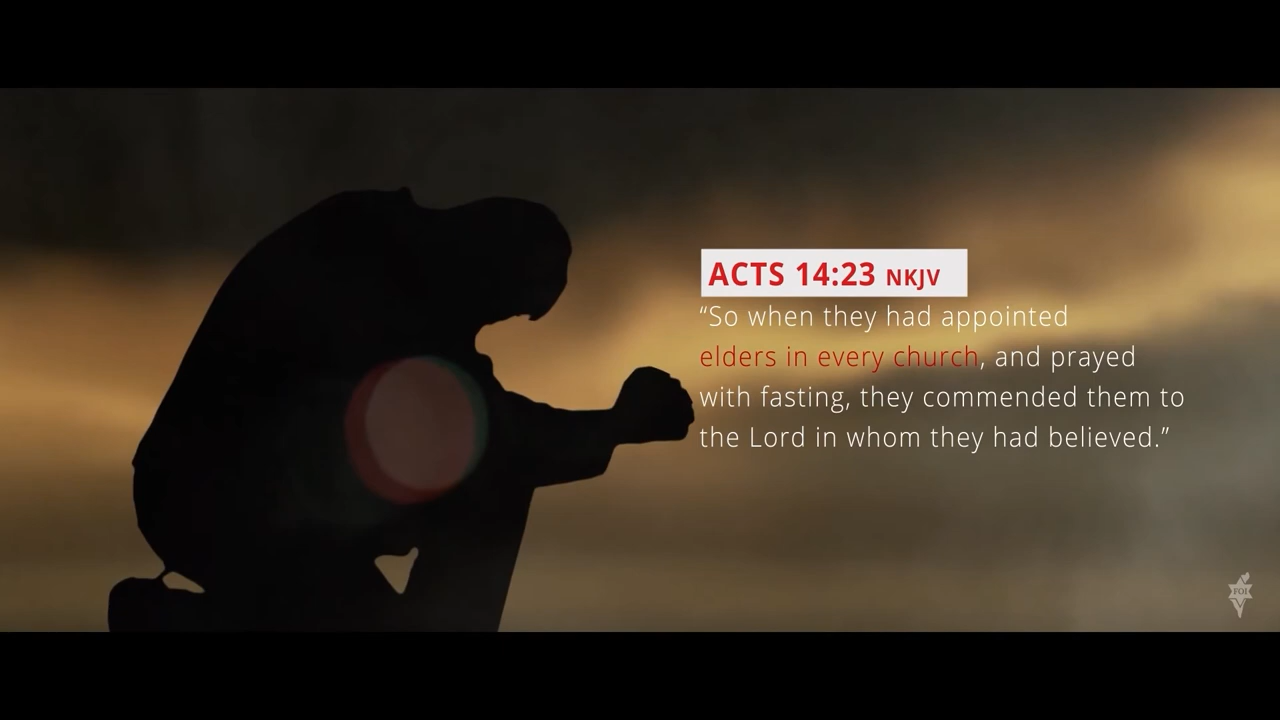 ACTS 14:23 NKJV
“So when they had appointed
elders in every church, and prayed
with fasting, they commended them to
the Lord in whom they had believed.”
FOI